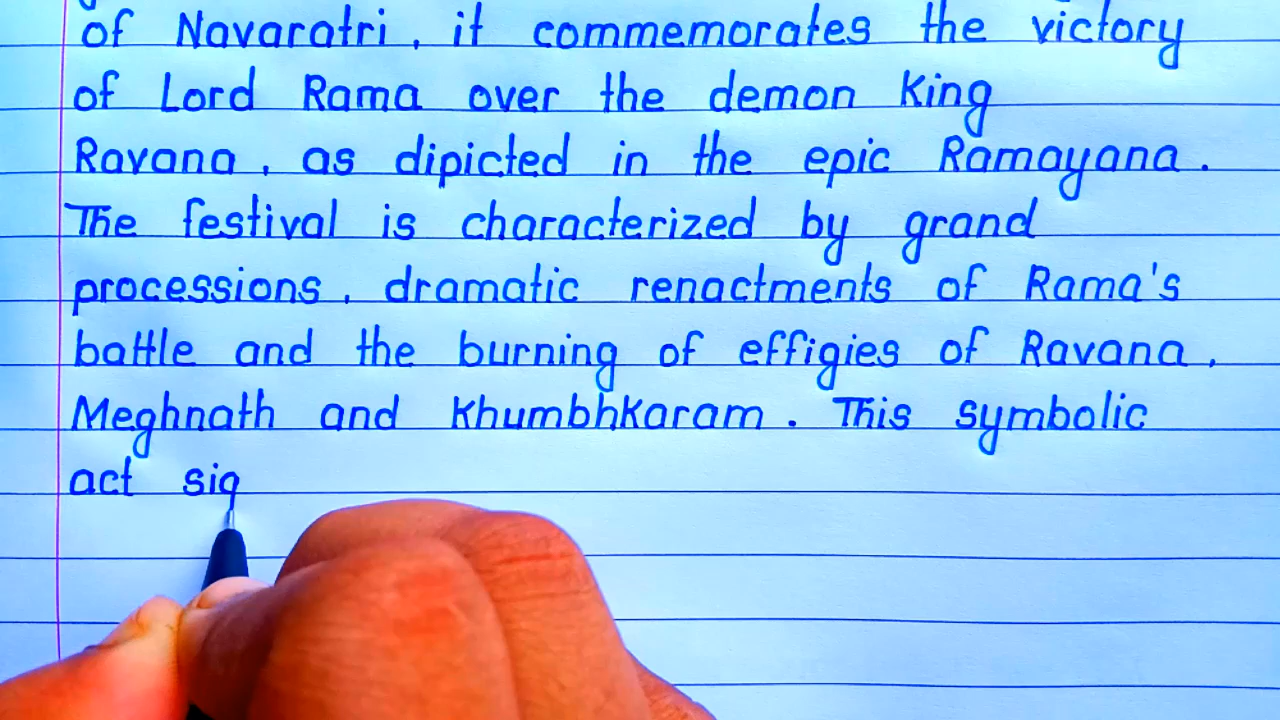 of Navaratri, it commemorates the victory
of Lord Rama over the demon King
Ravana, as dipicted in the epic Ramayana.
The festival is characterized by grand
processions, dramatic renactments of Rama's
battle and the burning of effigies of Ravana,
Meghnath and Khumbhkaram. This symbolic
act sig